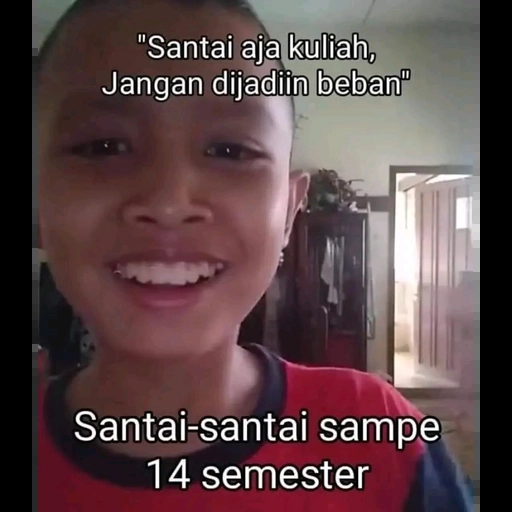 "Santai aja kuliah,
Jangan dijadiin beban"
Santai-santai sampe
14 semester